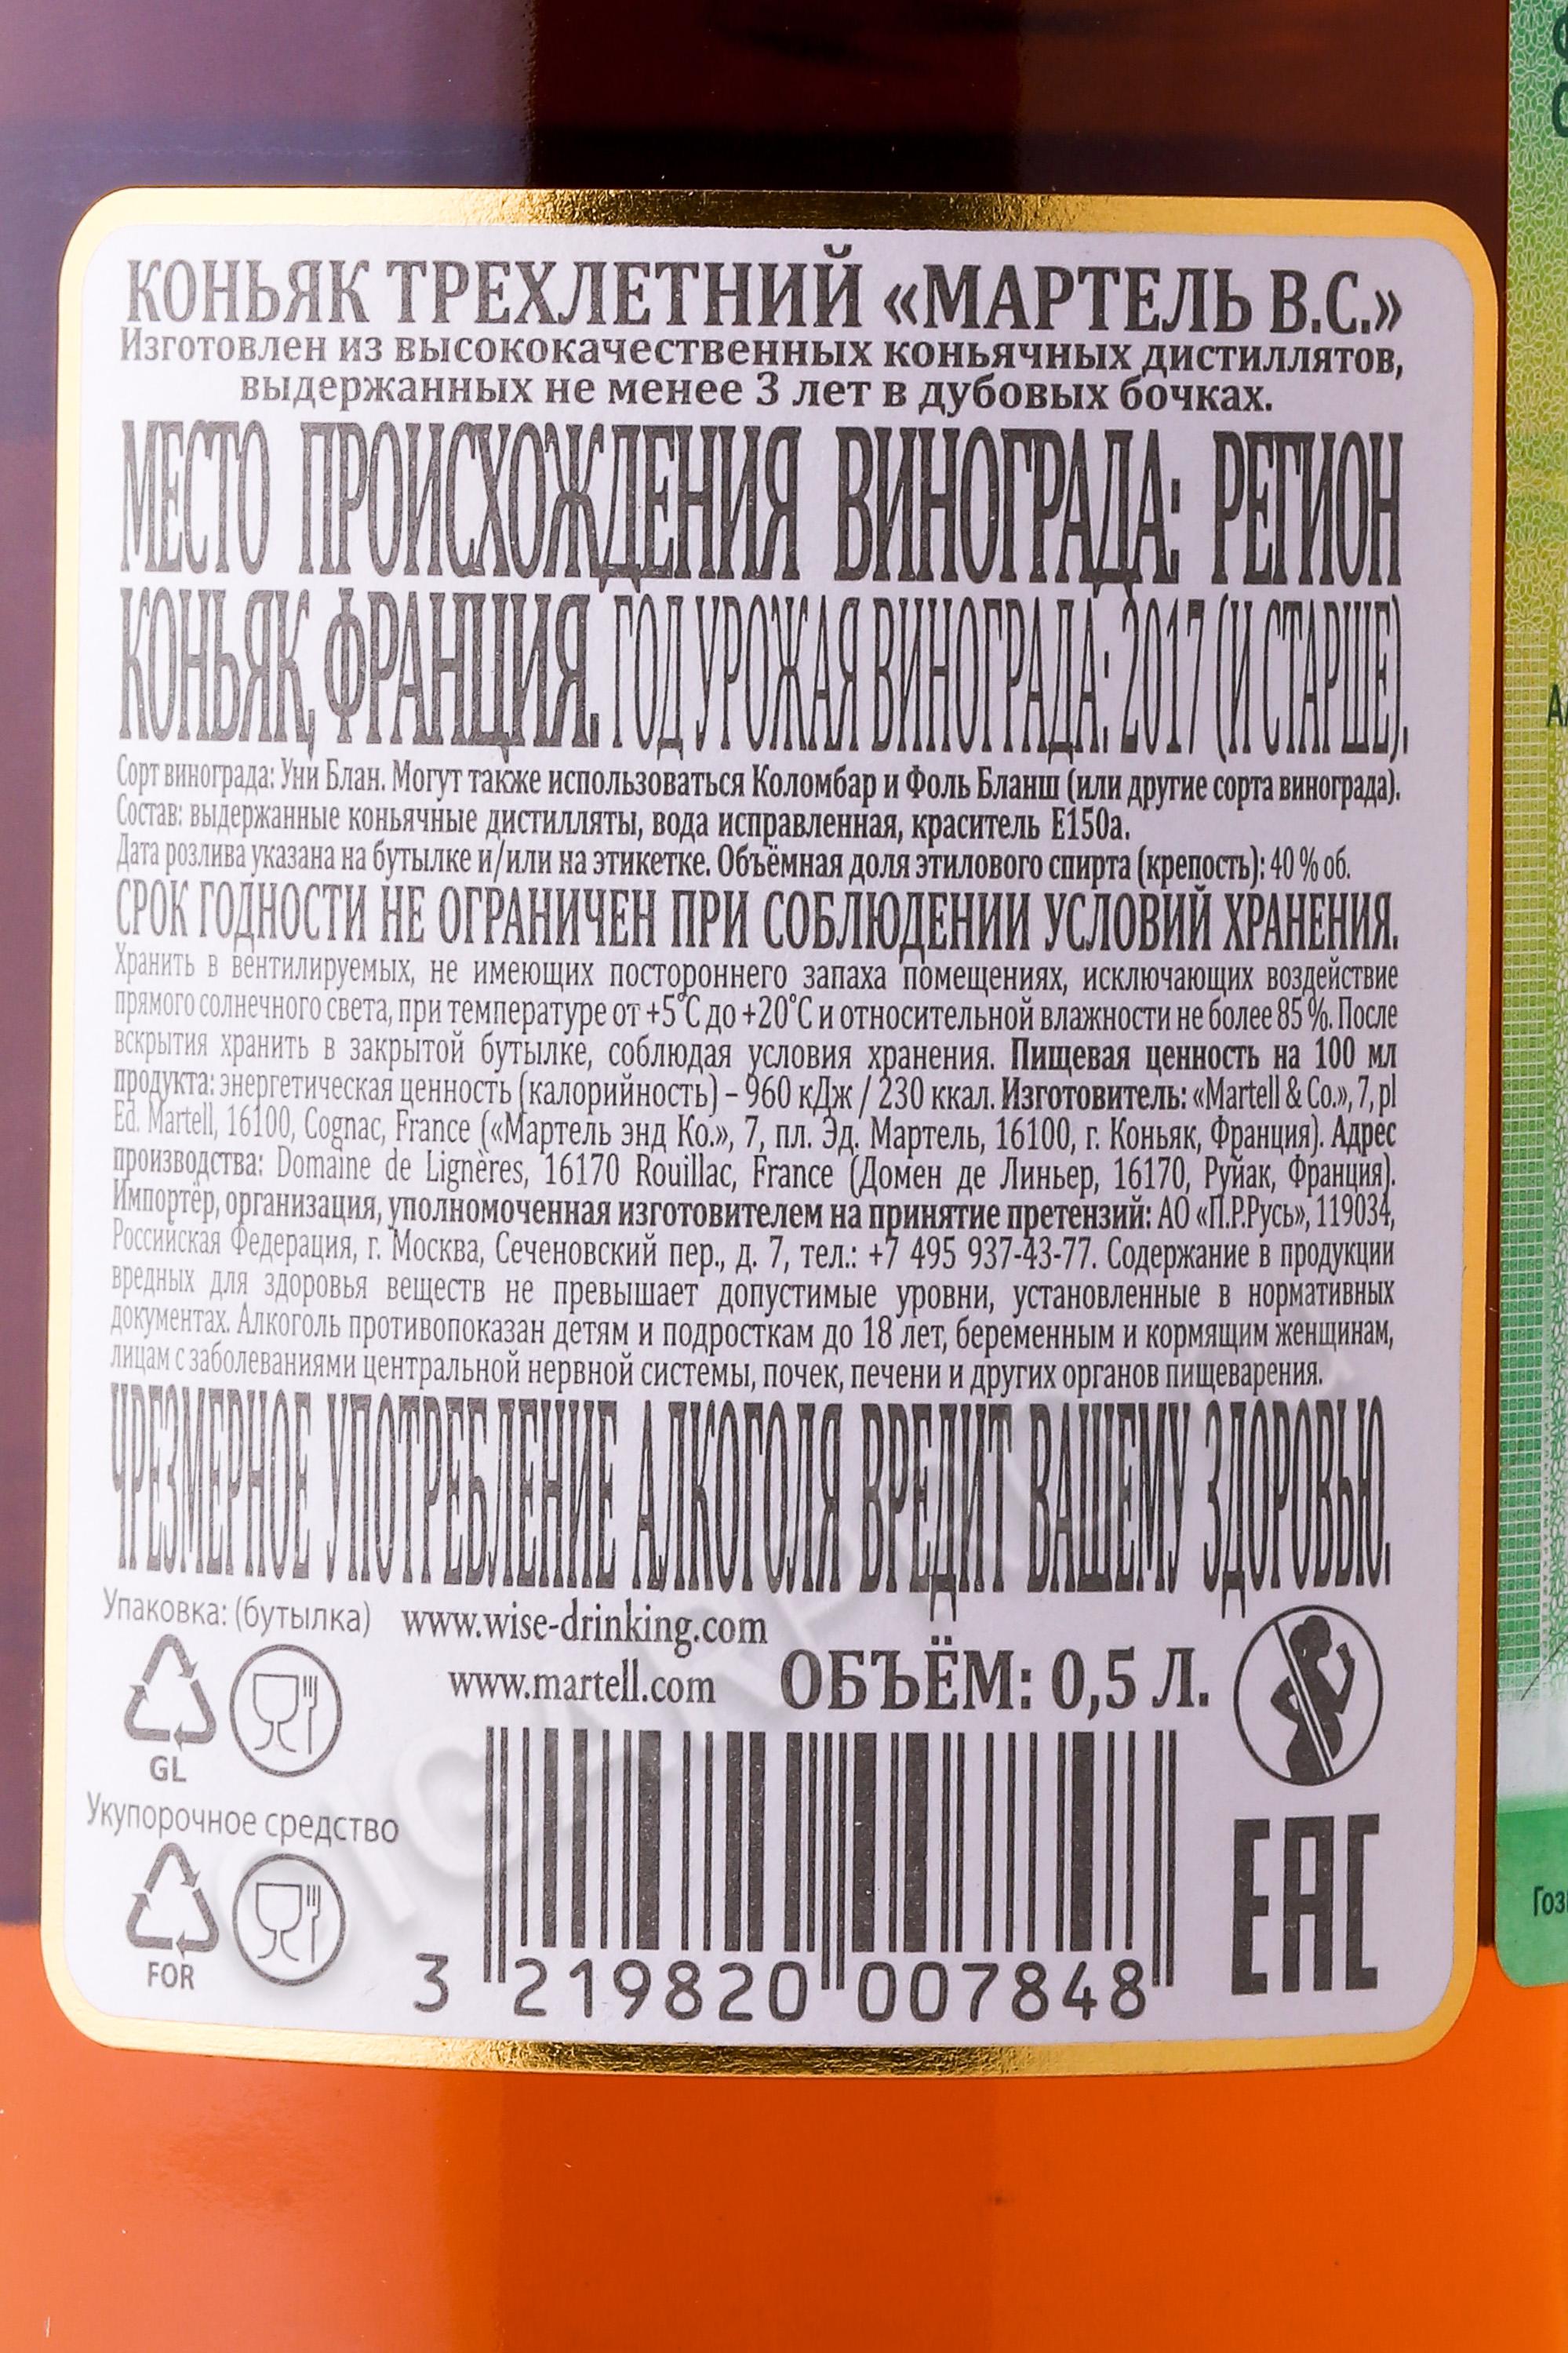 КОНЬЯК ТРЕХЛЕТНИЙ «МАРТЕЛЬ В.С.»
Изготовлен из высококачественных коньячных дистиллятов,
выдержанных не менее 3 лет в дубовых бочках.
МЕСТО ПРОИСХОЖДЕНИЯ ВИНОГРАДА: РЕГИОН
КОНЬЯК, ФРАНЦИЯ. ГОД УРОЖАЯ ВИНОГРАДА: 2017 (И СТАРШЕ).
Сорт винограда: Уни Блан. Могут также использоваться Коломбар и Фоль Бланш (или другие сорта винограда).
Состав: выдержанные коньячные дистилляты, вода исправленная, краситель Е150а.
Дата розлива указана на бутылке и/или на этикетке. Объёмная доля этилового спирта (крепость): 40 % об.
СРОК ГОДНОСТИ НЕ ОГРАНИЧЕН ПРИ СОБЛЮДЕНИИ УСЛОВИЙ ХРАНЕНИЯ.
Хранить в вентилируемых, не имеющих постороннего запаха помещениях, исключающих воздействие
прямого солнечного света, при температуре от +5°С до +20°С и относительной влажности не более 85 %. После
вскрытия хранить в закрытой бутылке, соблюдая условия хранения. Пищевая ценность на 100 мл
продукта: энергетическая ценность (калорийность) – 960 кДж / 230 ккал. Изготовитель: «Martell & Co.», 7, pl
Ed. Martell, 16100, Cognac, France («Мартель энд Ко.», 7, пл. Эд. Мартель, 16100, г. Коньяк, Франция). Адрес
производства: Domaine de Lignères, 16170 Rouillac, France (Домен де Линьер, 16170, Руйак, Франция).
Импортёр, организация, уполномоченная изготовителем на принятие претензий: АО «П.Р.Русь», 119034,
Российская Федерация, г. Москва, Сеченовский пер., д. 7, тел.: +7 495 937-43-77. Содержание в продукции
вредных для здоровья веществ не превышает допустимые уровни, установленные в нормативных
документах. Алкоголь противопоказан детям и подросткам до 18 лет, беременным и кормящим женщинам,
лицам с заболеваниями центральной нервной системы, почек, печени и других органов пищеварения.
ЧРЕЗМЕРНОЕ УПОТРЕБЛЕНИЕ АЛКОГОЛЯ ВРЕДИТ ВАШЕМУ ЗДОРОВЬЮ.
Упаковка: (бутылка) www.wise-drinking.com
www.martell.com ОБЪЁМ: 0,5 Л.
GL
Укупорочное средство
FOR
EAC
3 219820 007848